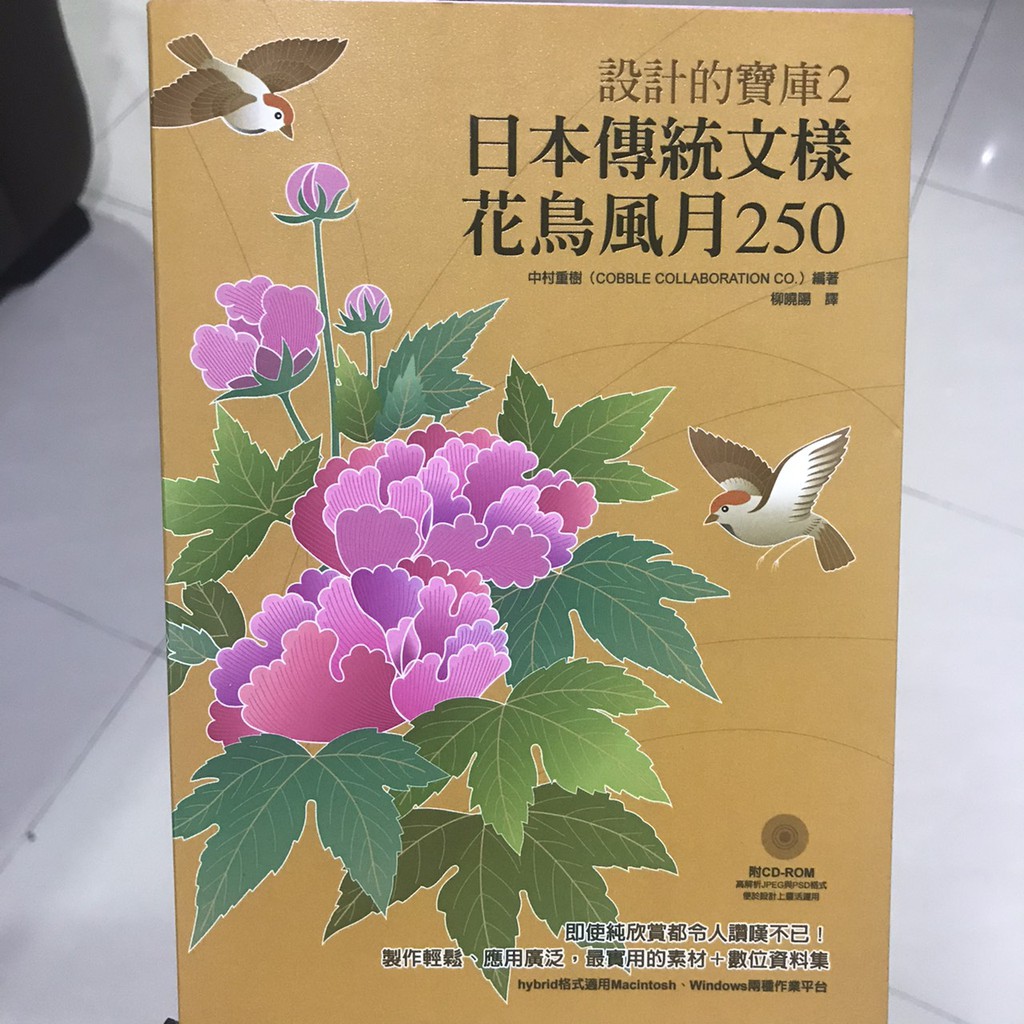 設計的寶庫2
日本傳統文樣
花鳥風月250
中村重樹（COBBLE COLLABORATION CO.）編著
柳曉陽 譯
附CD-ROM
高解析JPEG與PSD格式
便於設計上靈活運用
即使純欣賞都令人讚嘆不已！
製作輕鬆、應用廣泛，最實用的素材＋數位資料集
hybrid格式適用Macintosh、Windows兩種作業平台